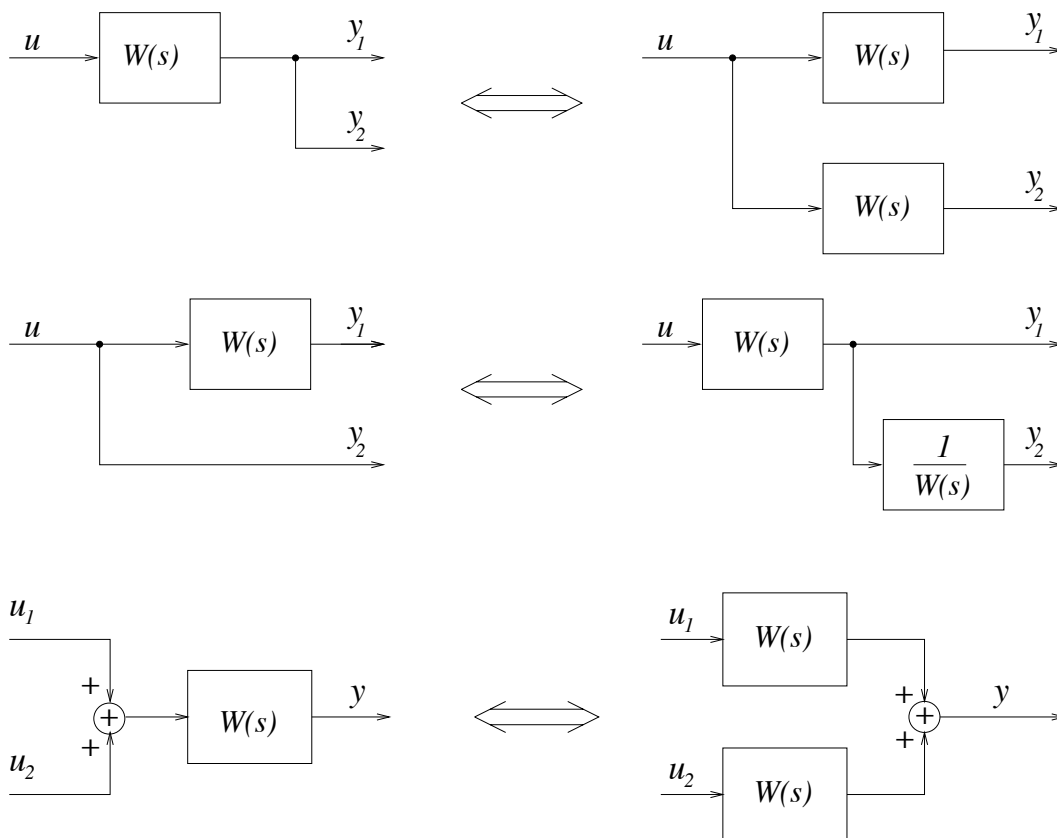 u W(s) y1
y2
u W(s) y1
W(s) y2
u W(s) y1
y2
u W(s) y1
1
W(s) y2
u1
+
+ W(s) y
+
u2
u1 W(s)
+
+ y
+
u2 W(s)